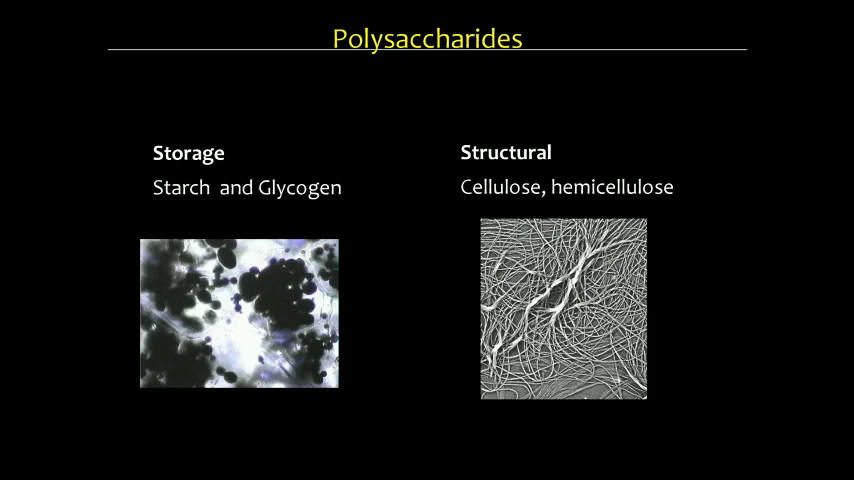 Polysaccharides
Storage
Starch and Glycogen
Structural
Cellulose, hemicellulose